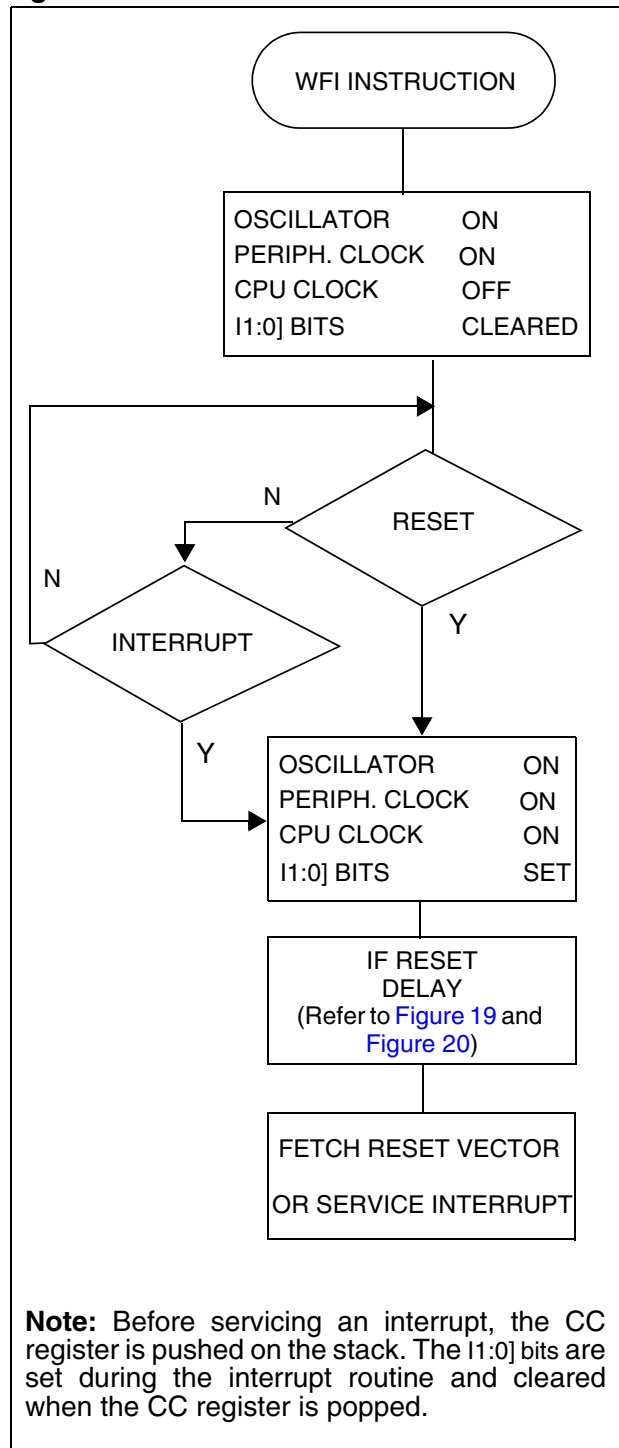 WFI INSTRUCTION
OSCILLATOR ON
PERIPH. CLOCK ON
CPU CLOCK OFF
I1:0] BITS CLEARED
N
RESET
N
INTERRUPT
Y
Y
OSCILLATOR ON
PERIPH. CLOCK ON
CPU CLOCK ON
I1:0] BITS SET
IF RESET
DELAY
(Refer to Figure 19 and
Figure 20)
FETCH RESET VECTOR
OR SERVICE INTERRUPT
Note: Before servicing an interrupt, the CC
register is pushed on the stack. The I1:0] bits are
set during the interrupt routine and cleared
when the CC register is popped.